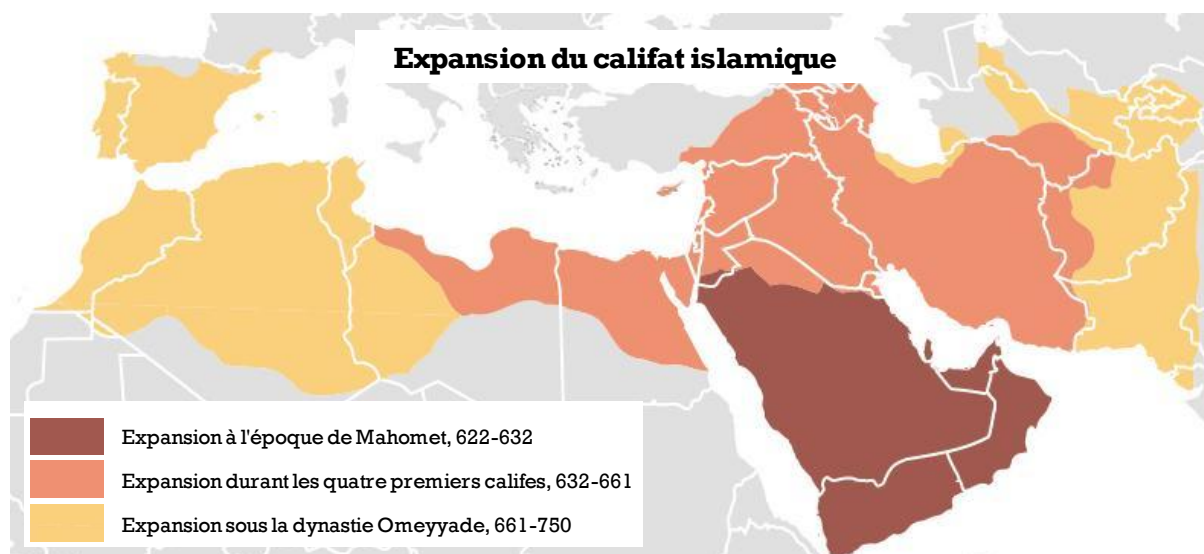 Expansion du califat islamique
Expansion à l'époque de Mahomet, 622-632
Expansion durant les quatre premiers califes, 632-661
Expansion sous la dynastie Omeyyade, 661-750